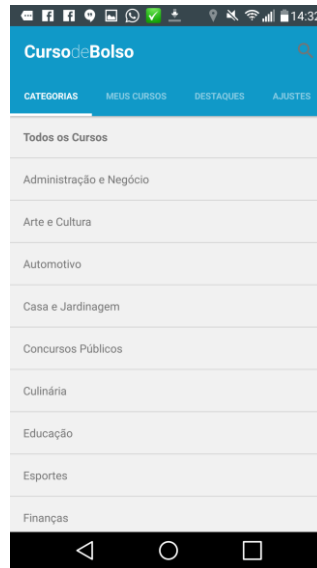 14:32
CursodeBolso
CATEGORIAS MEUS CURSOS DESTAQUES AJUSTES
Todos os Cursos
Administração e Negócio
Arte e Cultura
Automotivo
Casa e Jardinagem
Concursos Públicos
Culinária
Educação
Esportes
Finanças